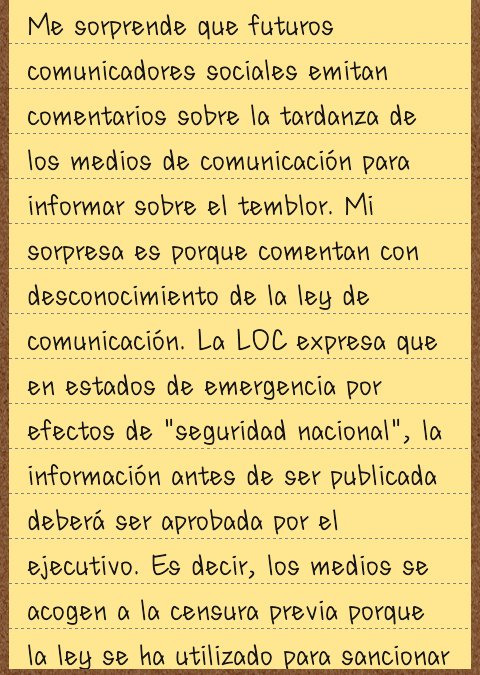 Me sorprende que futuros
comunicadores sociales emitan
comentarios sobre la tardanza de
los medios de comunicación para
informar sobre el temblor. Mi
sorpresa es porque comentan con
desconocimiento de la ley de
comunicación. La LOC expresa que
en estados de emergencia por
efectos de "seguridad nacional", la
información antes de ser publicada
deberá ser aprobada por el
ejecutivo. Es decir, los medios se
acogen a la censura previa porque
la ley se ha utilizado para sancionar